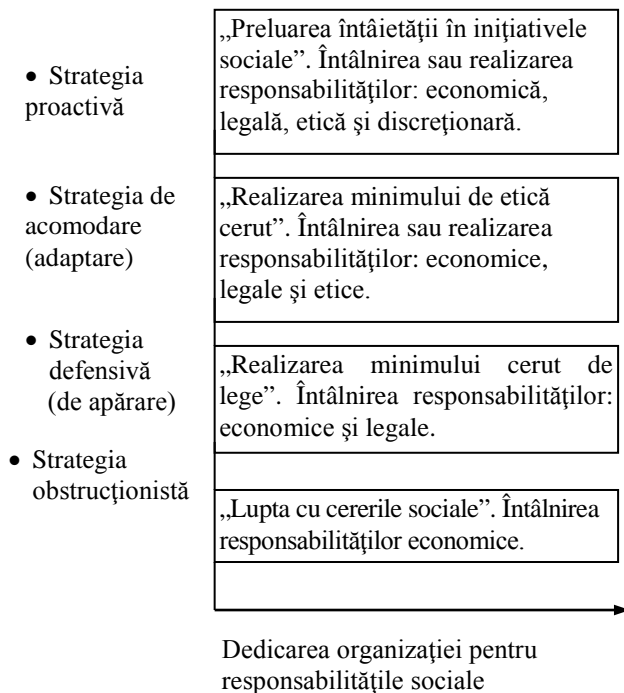 • Strategia
proactivă
„Preluarea întâietăţii în iniţiativele
sociale”. Întâlnirea sau realizarea
responsabilităţilor: economică,
legală, etică şi discreţionară.
• Strategia de
acomodare
(adaptare)
„Realizarea minimului de etică
cerut”. Întâlnirea sau realizarea
responsabilităţilor: economice,
legale şi etice.
• Strategia
defensivă
(de apărare)
„Realizarea minimului cerut de
lege”. Întâlnirea responsabilităţilor:
economice şi legale.
• Strategia
obstrucţionistă
„Lupta cu cererile sociale”. Întâlnirea
responsabilităţilor economice.
Dedicarea organizaţiei pentru
responsabilităţile sociale